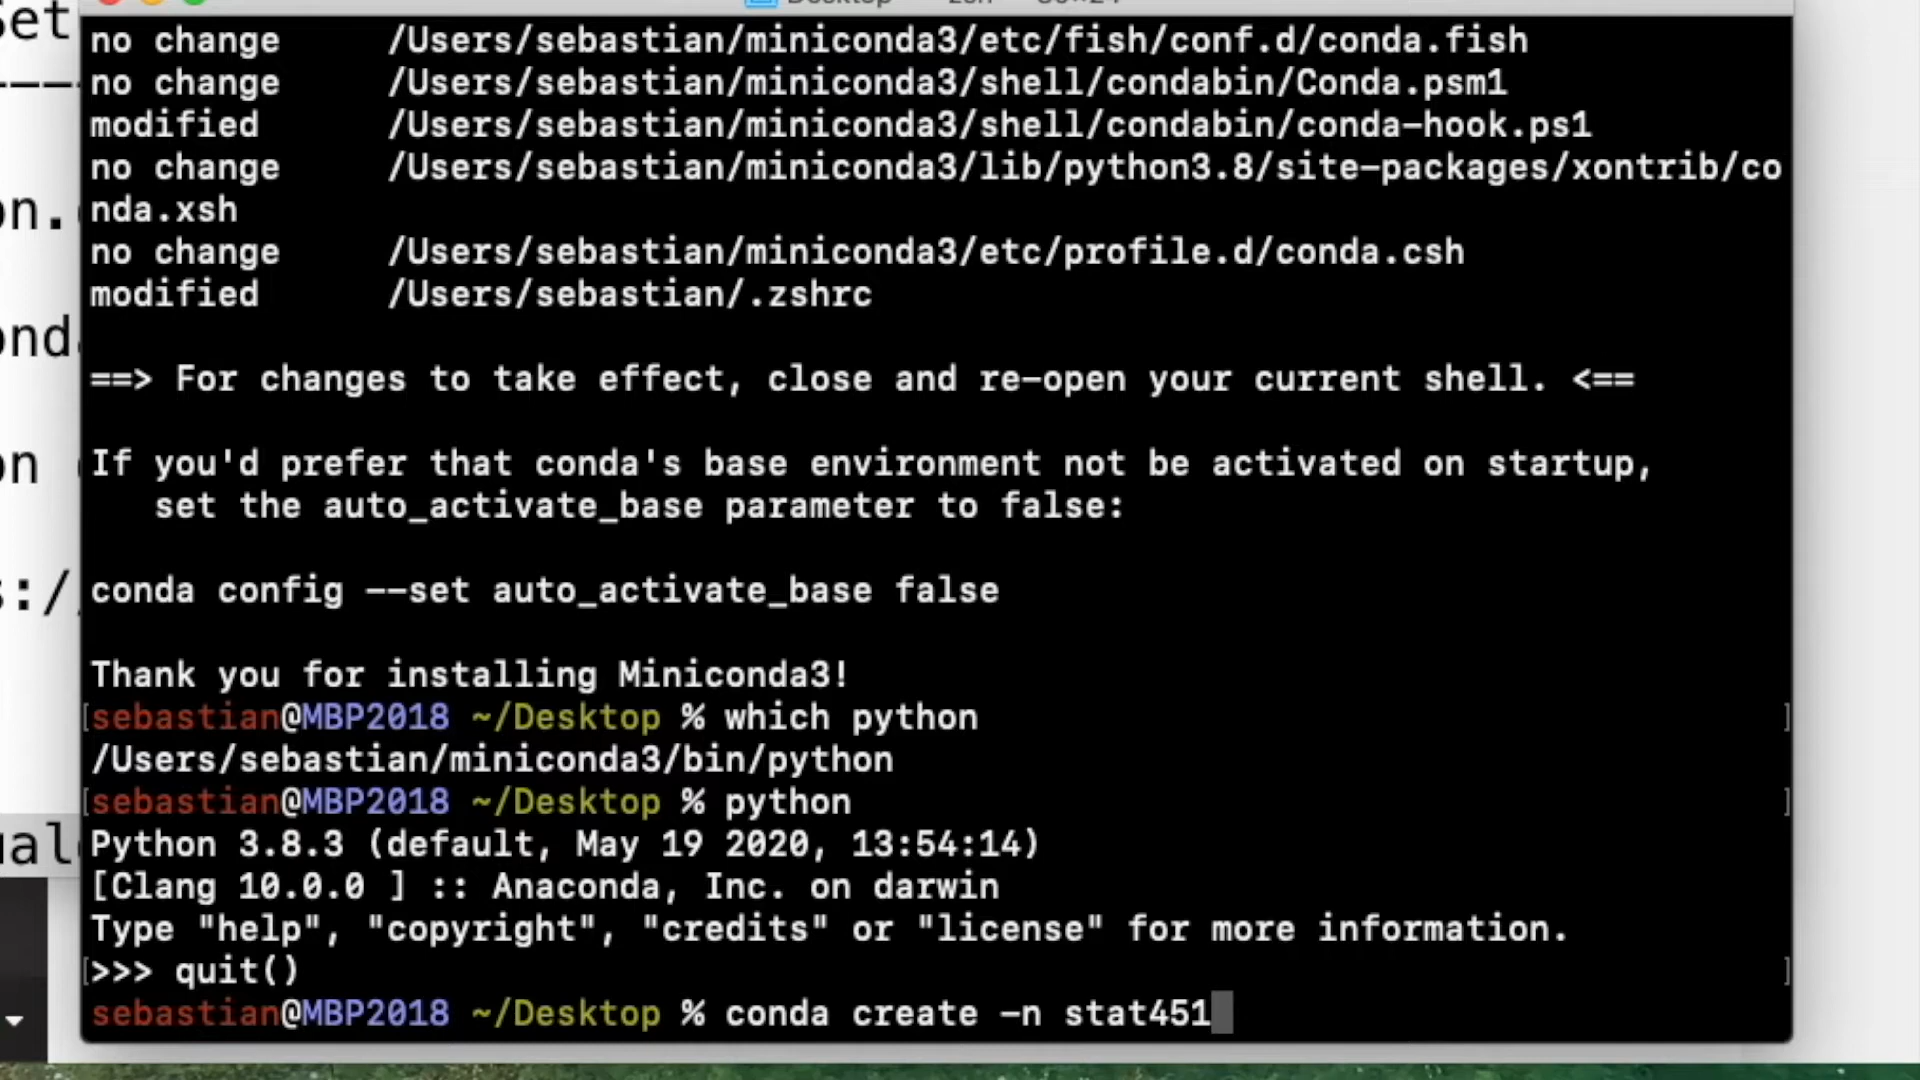 Set
no change     /Users/sebastian/miniconda3/etc/fish/conf.d/conda.fish
no change     /Users/sebastian/miniconda3/shell/condabin/Conda.psm1
modified      /Users/sebastian/miniconda3/shell/condabin/conda-hook.ps1
no change     /Users/sebastian/miniconda3/lib/python3.8/site-packages/xontrib/co
nda.xsh
no change     /Users/sebastian/miniconda3/etc/profile.d/conda.csh
modified      /Users/sebastian/.zshrc
==> For changes to take effect, close and re-open your current shell. <==
If you'd prefer that conda's base environment not be activated on startup,
   set the auto_activate_base parameter to false:
conda config --set auto_activate_base false
Thank you for installing Miniconda3!
[sebastian@MBP2018 ~/Desktop % which python ]
/Users/sebastian/miniconda3/bin/python
[sebastian@MBP2018 ~/Desktop % python ]
Python 3.8.3 (default, May 19 2020, 13:54:14)
[Clang 10.0.0 ] :: Anaconda, Inc. on darwin
Type "help", "copyright", "credits" or "license" for more information.
[>>> quit() ]
sebastian@MBP2018 ~/Desktop % conda create -n stat451